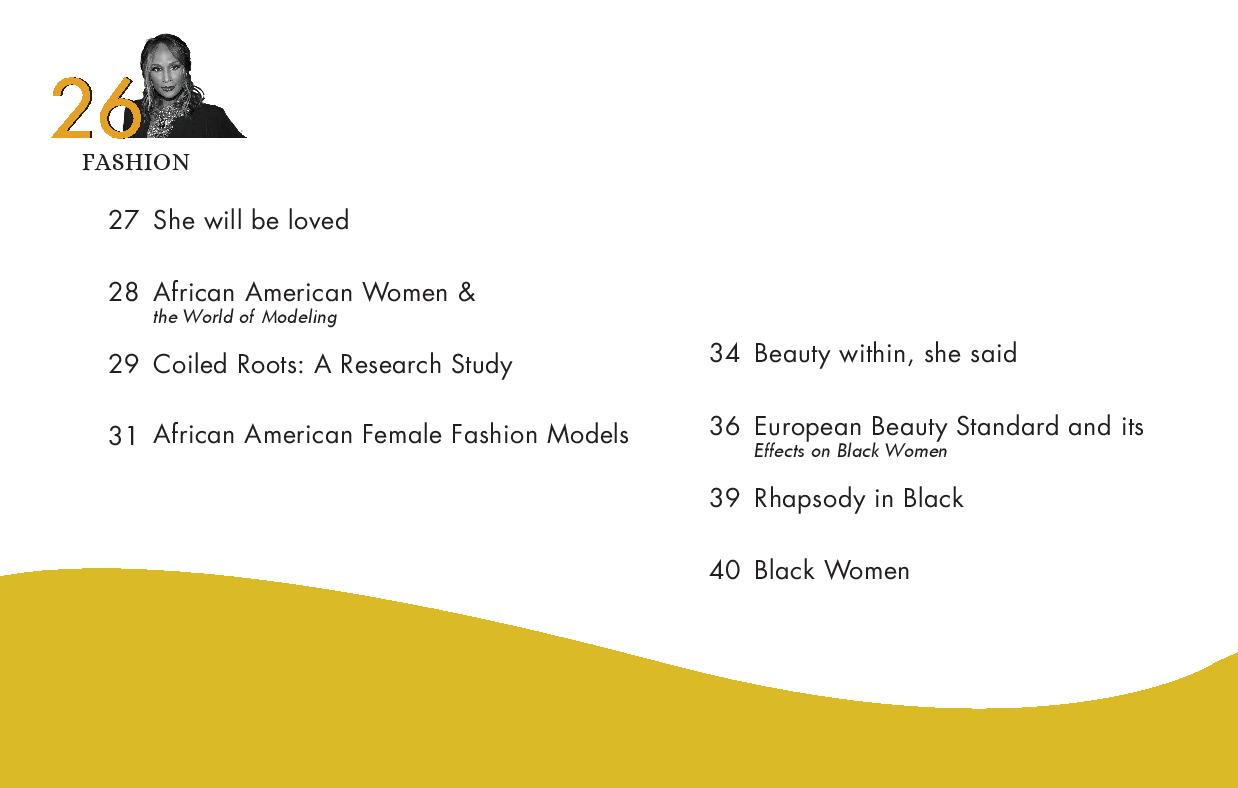 26
FASHION
27 She will be loved
28 African American Women &
the World of Modeling
29 Coiled Roots: A Research Study
31 African American Female Fashion Models
34 Beauty within, she said
36 European Beauty Standard and its
Effects on Black Women
39 Rhapsody in Black
40 Black Women